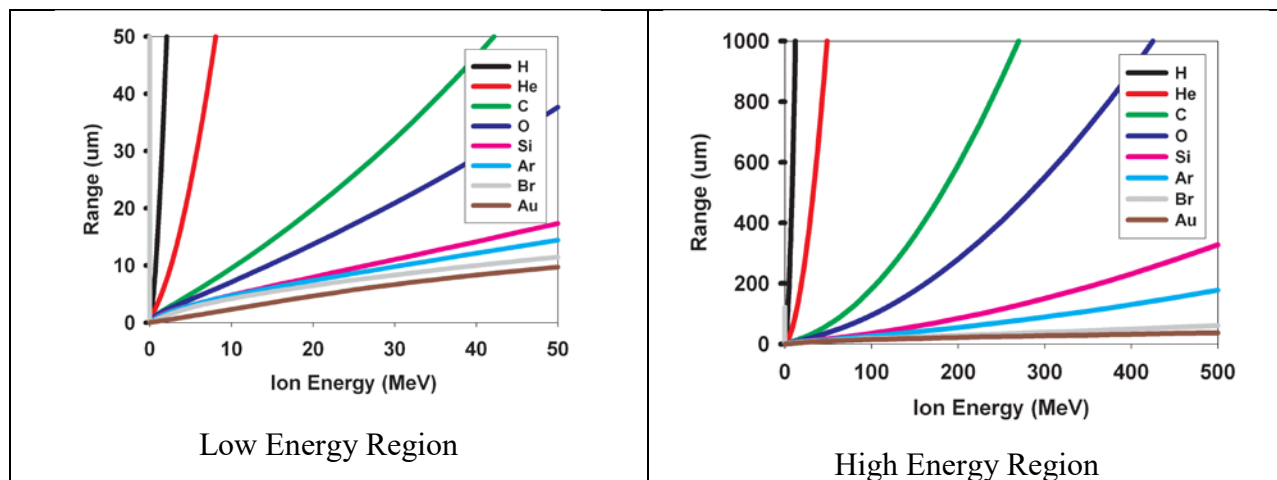 50
40
30
20
10
0
Range (um)
H
He
C
O
Si
Ar
Br
Au
0 10 20 30 40 50
Ion Energy (MeV)
Low Energy Region
1000
800
600
400
200
0
Range (um)
H
He
C
O
Si
Ar
Br
Au
0 100 200 300 400 500
Ion Energy (MeV)
High Energy Region